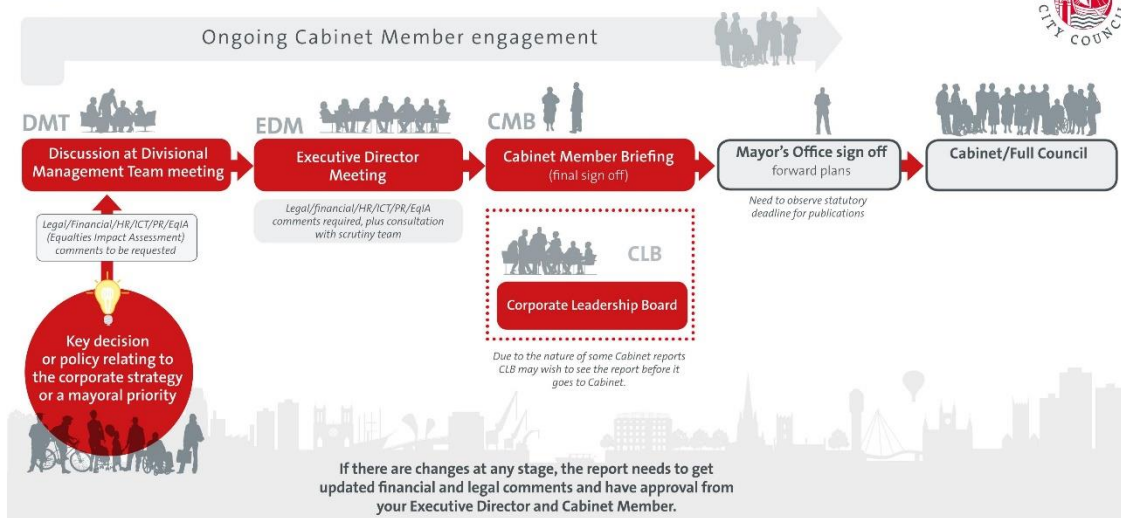 Ongoing Cabinet Member engagement
CITY COUNCIL
DMT
Discussion at Divisional
Management Team meeting
EDM
Executive Director
Meeting
CMB
Cabinet Member Briefing
(final sign off)
Mayor's Office sign off
forward plans
Cabinet/Full Council
Legal/Financial/HR/ICT/PR/EqIA
(Equalties Impact Assessment)
comments to be requested
Legal/financial/HR/ICT/PR/EqIA
comments required, plus consultation
with scrutiny team
Need to observe statutory
deadline for publications
CLB
Corporate Leadership Board
Due to the nature of some Cabinet reports
CLB may wish to see the report before it
goes to Cabinet.
Key decision
or policy relating to
the corporate strategy
or a mayoral priority
If there are changes at any stage, the report needs to get
updated financial and legal comments and have approval from
your Executive Director and Cabinet Member.